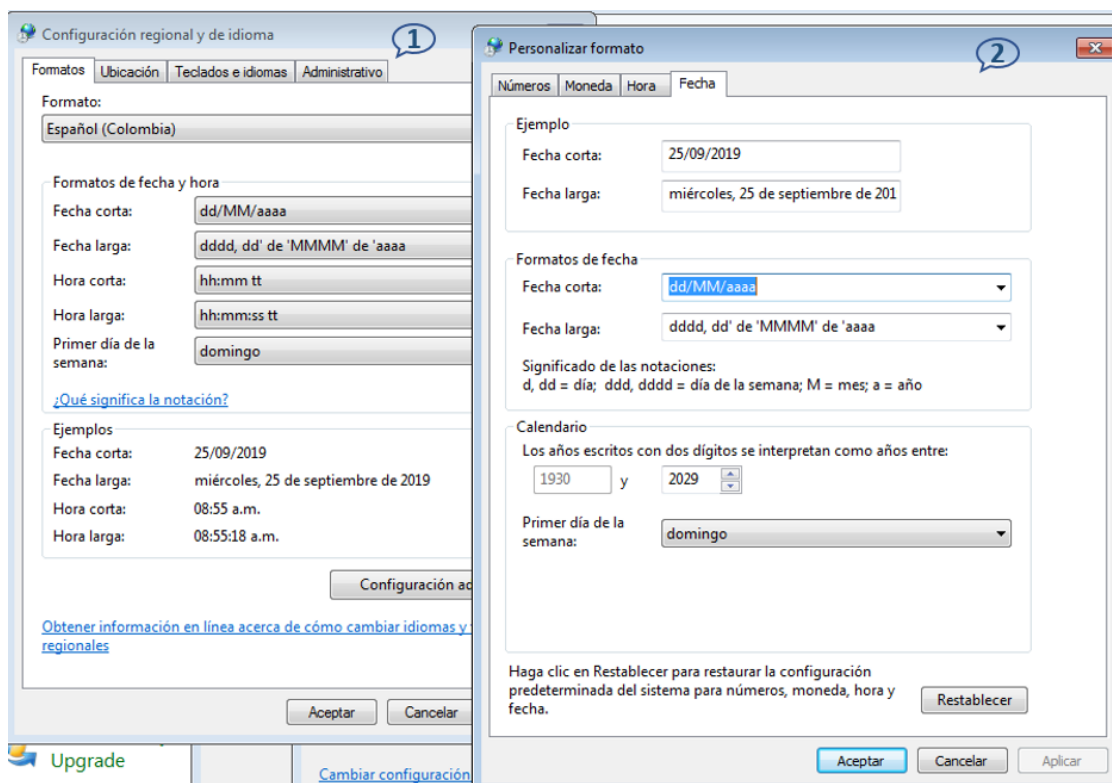 Configuración regional y de idioma
1
Formatos Ubicación Teclados e idiomas Administrativo
Formato:
Español (Colombia)
Formatos de fecha y hora
Fecha corta: dd/MM/aaaa
Fecha larga: dddd, dd' de 'MMMM' de 'aaaa
Hora corta: hh:mm tt
Hora larga: hh:mm:ss tt
Primer día de la
semana: domingo
¿Qué significa la notación?
Ejemplos
Fecha corta: 25/09/2019
Fecha larga: miércoles, 25 de septiembre de 2019
Hora corta: 08:55 a.m.
Hora larga: 08:55:18 a.m.
Configuración ad
Obtener información en línea acerca de cómo cambiar idiomas y
regionales
Aceptar Cancelar
Upgrade
Cambiar configuración
Personalizar formato
2
Números Moneda Hora Fecha
Ejemplo
Fecha corta: 25/09/2019
Fecha larga: miércoles, 25 de septiembre de 201
Formatos de fecha
Fecha corta: dd/MM/aaaa
Fecha larga: dddd, dd' de 'MMMM' de 'aaaa
Significado de las notaciones:
d, dd = día; ddd, dddd = día de la semana; M = mes; a = año
Calendario
Los años escritos con dos dígitos se interpretan como años entre:
1930 y 2029
Primer día de la
semana: domingo
Haga clic en Restablecer para restaurar la configuración
predeterminada del sistema para números, moneda, hora y
fecha.
Restablecer
Aceptar Cancelar Aplicar